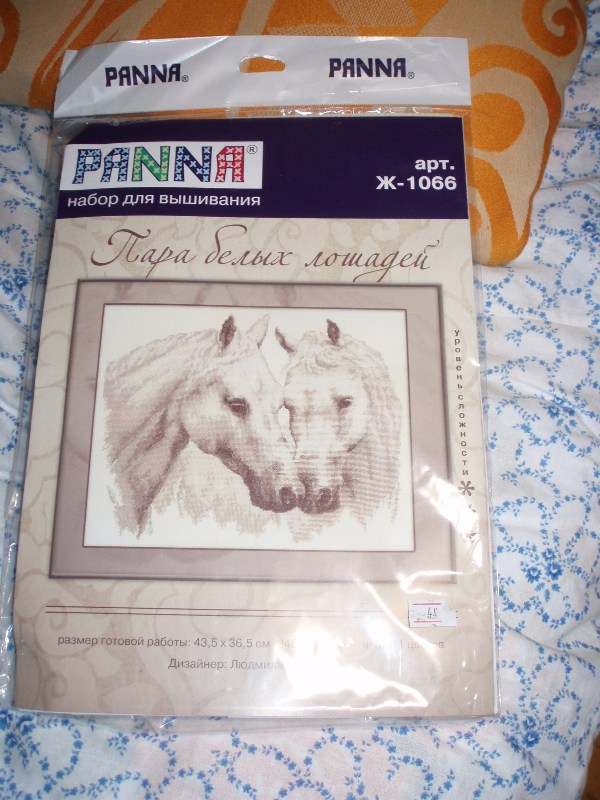 PANNA® PANNA®
PANNA®
арт.
Ж-1066
набор для вышивания
Пара белых лошадей
уровень сложности
размер готовой работы: 43,5 x 36,5 см
Дизайнер: